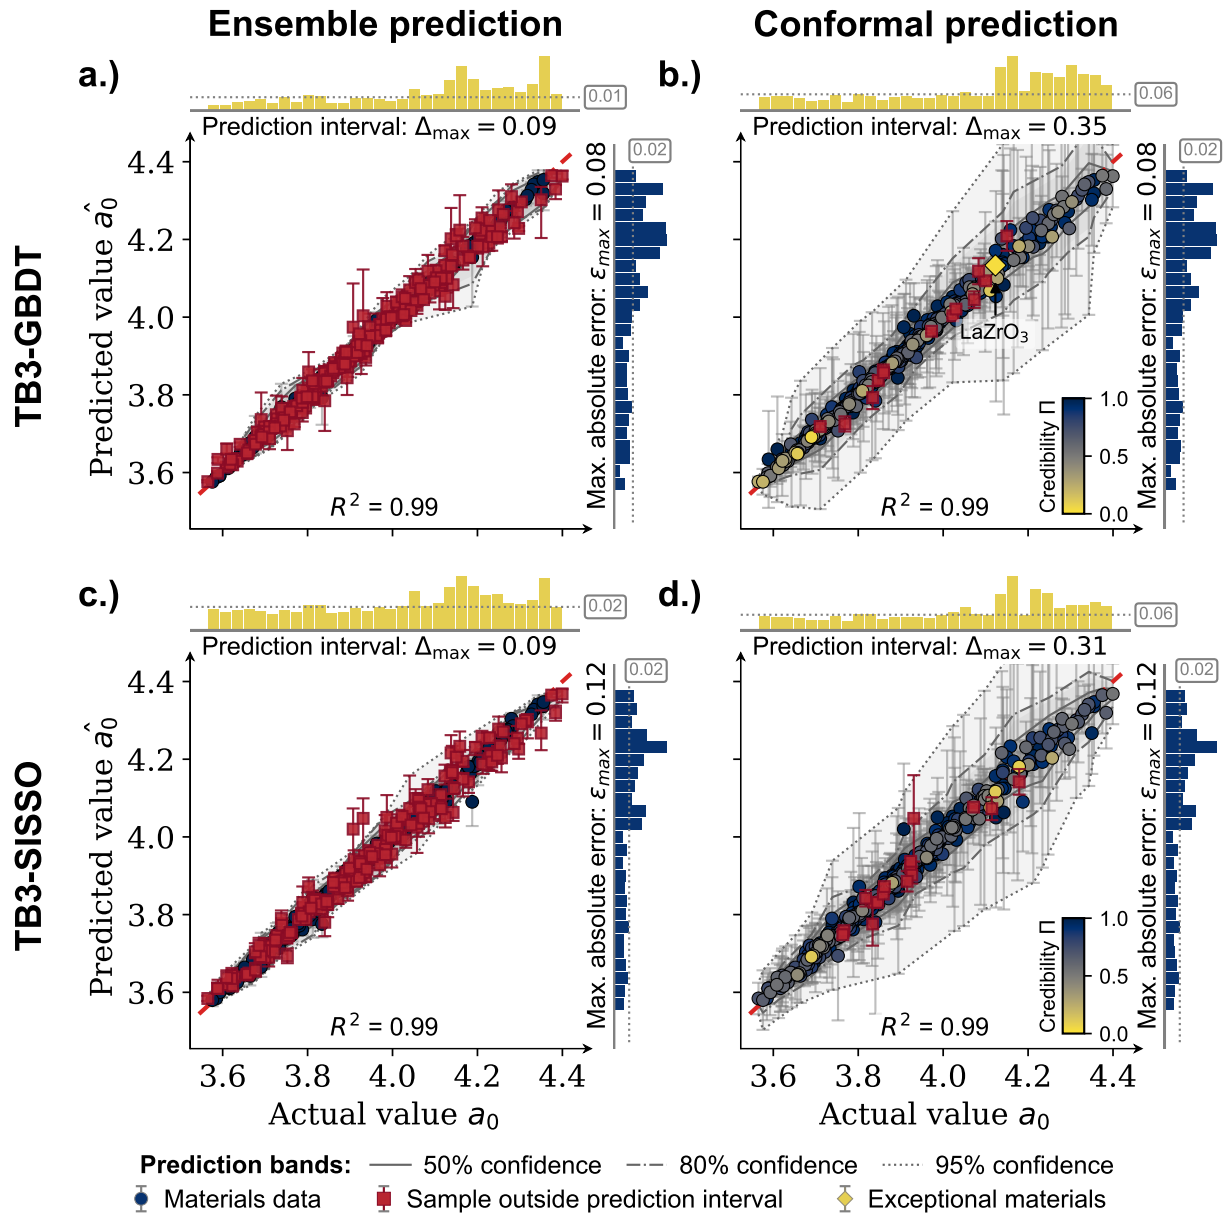 Ensemble prediction
Conformal prediction
a.)
0.01
Prediction interval: Δmax = 0.09
0.02
4.4
4.2
4.0
3.8
3.6
Predicted value â₀
TB3-GBDT
R² = 0.99
Max. absolute error: εmax = 0.08
b.)
0.06
Prediction interval: Δmax = 0.35
0.02
LaZrO₃
Credibility Π
1.0
0.5
0.0
R² = 0.99
Max. absolute error: εmax = 0.08
c.)
0.02
Prediction interval: Δmax = 0.09
0.02
4.4
4.2
4.0
3.8
3.6
Predicted value â₀
TB3-SISSO
R² = 0.99
Max. absolute error: εmax = 0.12
3.6 3.8 4.0 4.2 4.4
Actual value a₀
d.)
0.06
Prediction interval: Δmax = 0.31
0.02
Credibility Π
1.0
0.5
0.0
R² = 0.99
Max. absolute error: εmax = 0.12
3.6 3.8 4.0 4.2 4.4
Actual value a₀
Prediction bands: 50% confidence 80% confidence 95% confidence
Materials data Sample outside prediction interval Exceptional materials